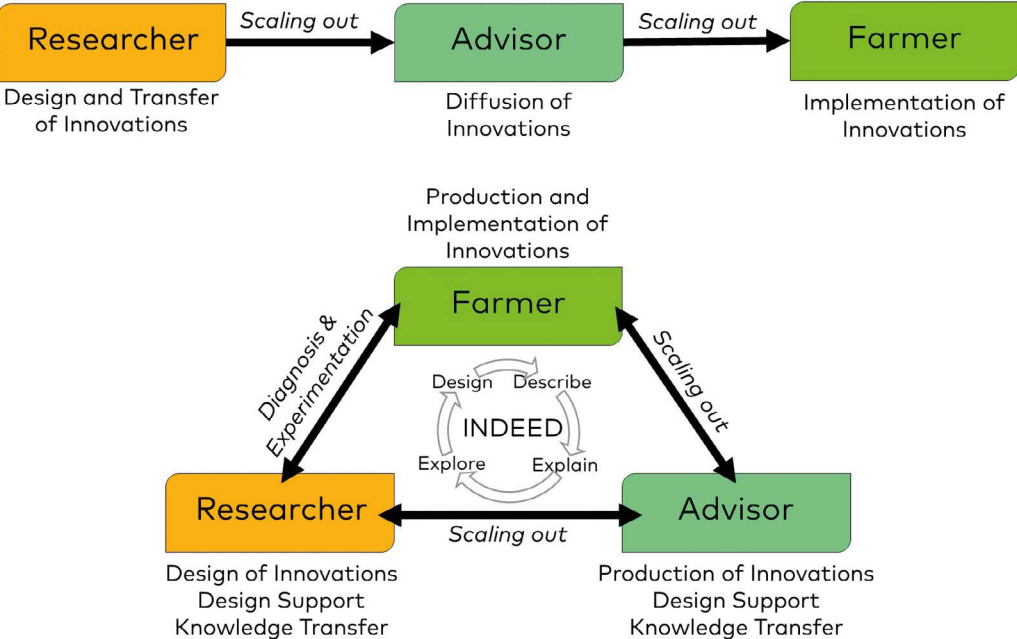 Researcher
Scaling out
Advisor
Scaling out
Farmer
Design and Transfer
of Innovations
Diffusion of
Innovations
Implementation of
Innovations
Production and
Implementation of
Innovations
Farmer
Diagnosis &
Experimentation
Scaling out
Design
Describe
INDEED
Explore
Explain
Researcher
Scaling out
Advisor
Design of Innovations
Design Support
Knowledge Transfer
Production of Innovations
Design Support
Knowledge Transfer